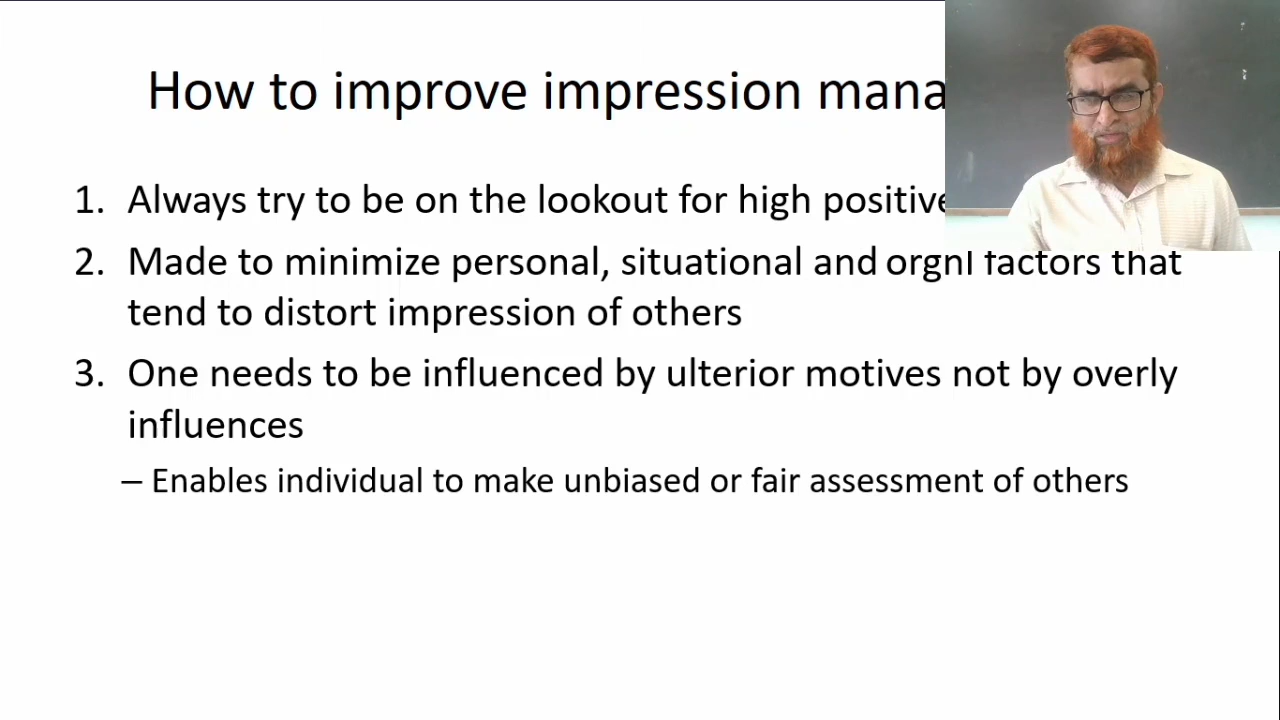 How to improve impression mana
1. Always try to be on the lookout for high positive
2. Made to minimize personal, situational and orgnl factors that
tend to distort impression of others
3. One needs to be influenced by ulterior motives not by overly
influences
– Enables individual to make unbiased or fair assessment of others